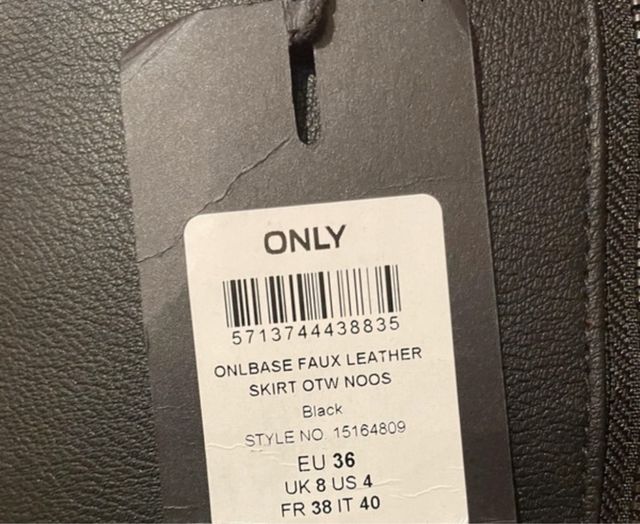 ONLY
5713744438835
ONLBASE FAUX LEATHER
SKIRT OTW NOOS
Black
STYLE NO. 15164809
EU 36
UK 8 US 4
FR 38 IT 40